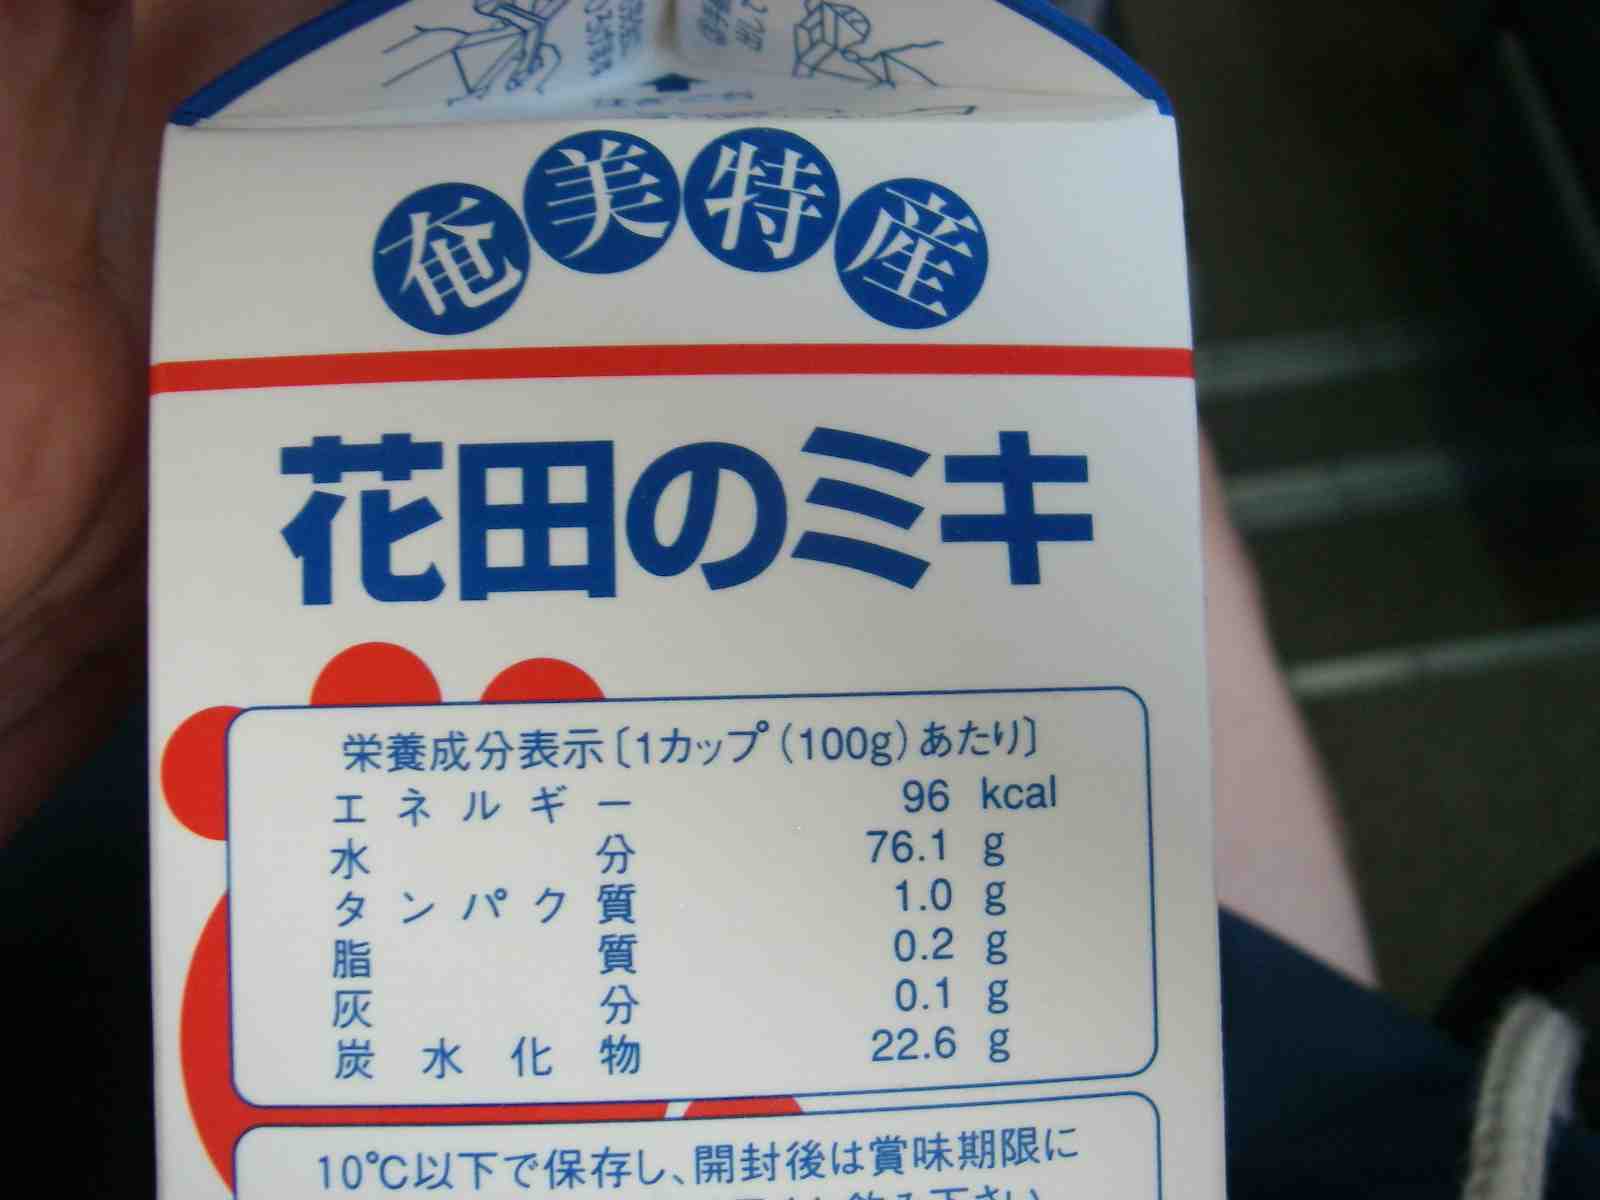 奄美特産
花田のミキ
栄養成分表示〔1カップ(100g)あたり〕
エネルギー 96 kcal
水分 76.1 g
タンパク質 1.0 g
脂質 0.2 g
灰分 0.1 g
炭水化物 22.6 g
10℃以下で保存し、開封後は賞味期限に